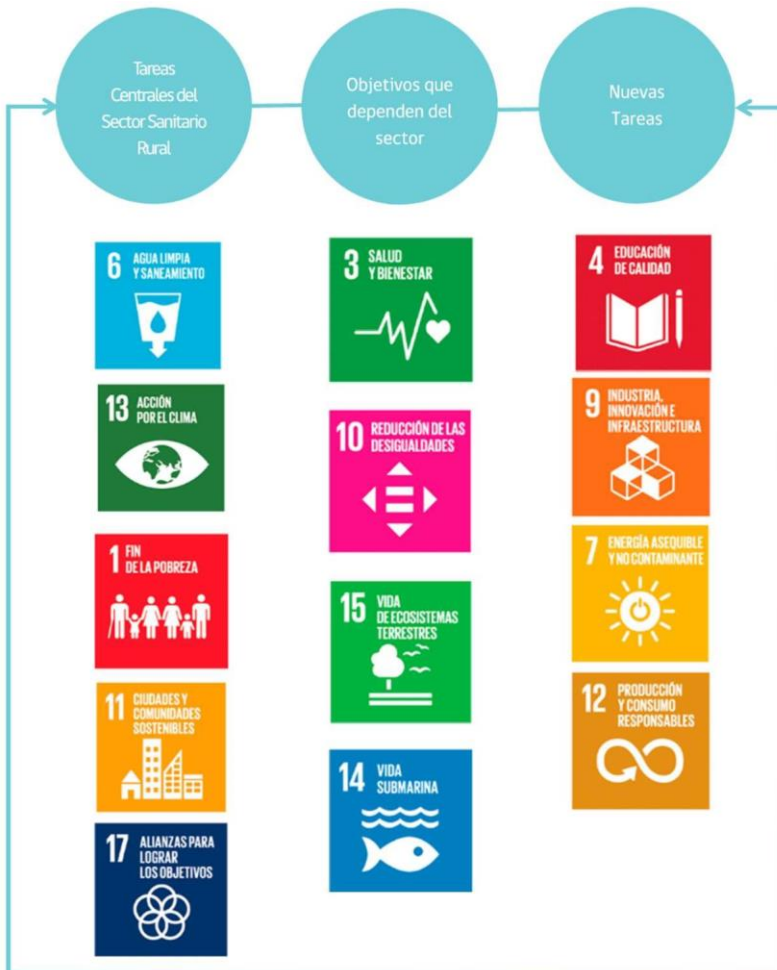 Tareas
Centrales del
Sector Sanitario
Rural
Objetivos que
dependen del
sector
Nuevas
Tareas
6 AGUA LIMPIA
Y SANEAMIENTO
13 ACCIÓN
POR EL CLIMA
1 FIN
DE LA POBREZA
11 CIUDADES Y
COMUNIDADES
SOSTENIBLES
17 ALIANZAS PARA
LOGRAR
LOS OBJETIVOS
3 SALUD
Y BIENESTAR
10 REDUCCIÓN DE LAS
DESIGUALDADES
15 VIDA
DE ECOSISTEMAS
TERRESTRES
14 VIDA
SUBMARINA
4 EDUCACIÓN
DE CALIDAD
9 INDUSTRIA,
INNOVACIÓN E
INFRAESTRUCTURA
7 ENERGÍA ASEQUIBLE
Y NO CONTAMINANTE
12 PRODUCCIÓN
Y CONSUMO
RESPONSABLES